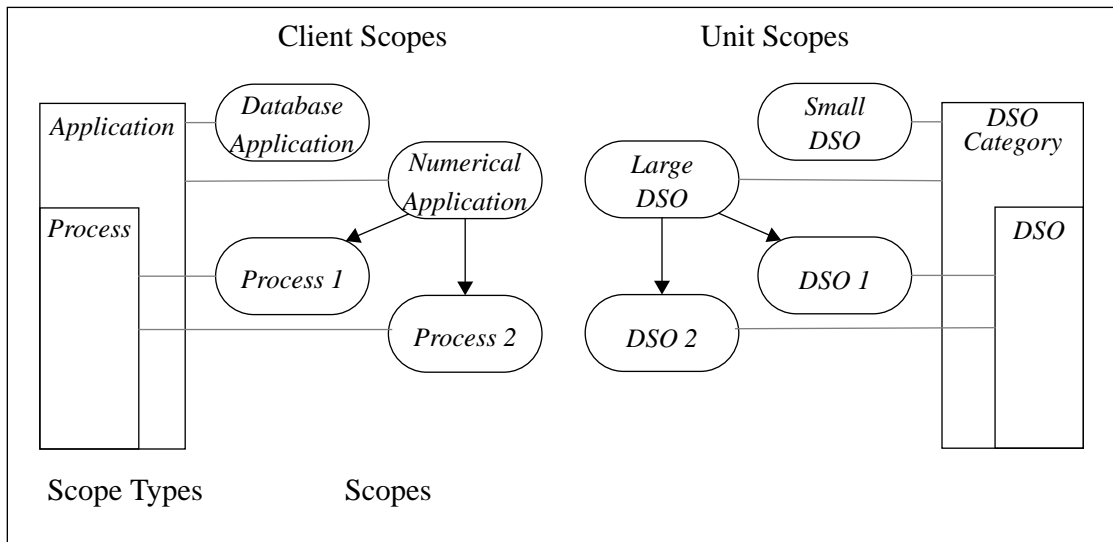 Client Scopes
Unit Scopes
Application
Database
Application
Numerical
Application
Process
Process 1
Process 2
Small
DSO
Large
DSO
DSO 1
DSO 2
DSO
Category
DSO
Scope Types
Scopes